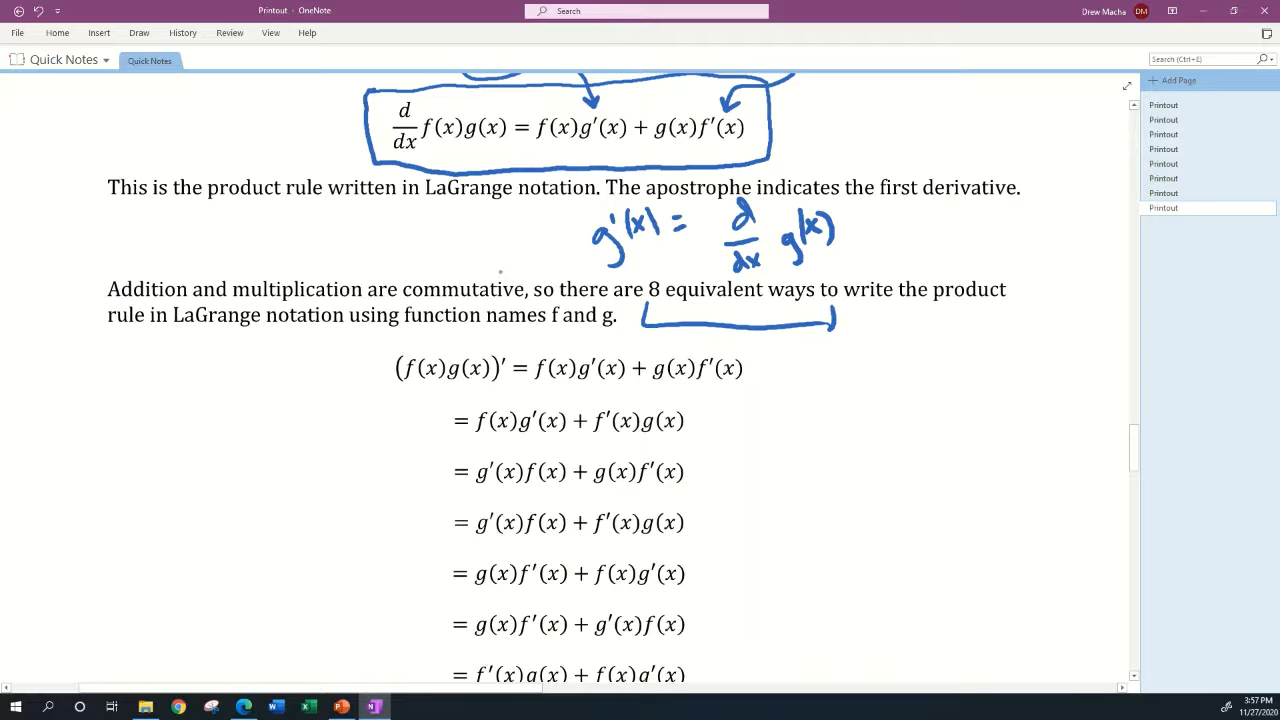 Printout - OneNote
Search
Drew Macha
DM
File Home Insert Draw History Review View Help
Quick Notes
Quick Notes
Search (Ctrl+E)
Add Page
Printout
Printout
Printout
Printout
Printout
Printout
Printout
Printout
d/dx f(x)g(x) = f(x)g′(x) + g(x)f′(x)
This is the product rule written in LaGrange notation. The apostrophe indicates the first derivative.
g'(x) = d/dx g(x)
Addition and multiplication are commutative, so there are 8 equivalent ways to write the product
rule in LaGrange notation using function names f and g.
(f(x)g(x))′ = f(x)g′(x) + g(x)f′(x)
= f(x)g′(x) + f′(x)g(x)
= g′(x)f(x) + g(x)f′(x)
= g′(x)f(x) + f′(x)g(x)
= g(x)f′(x) + f(x)g′(x)
= g(x)f′(x) + g′(x)f(x)
= f′(x)g(x) + f(x)g′(x)
3:57 PM
11/27/2020